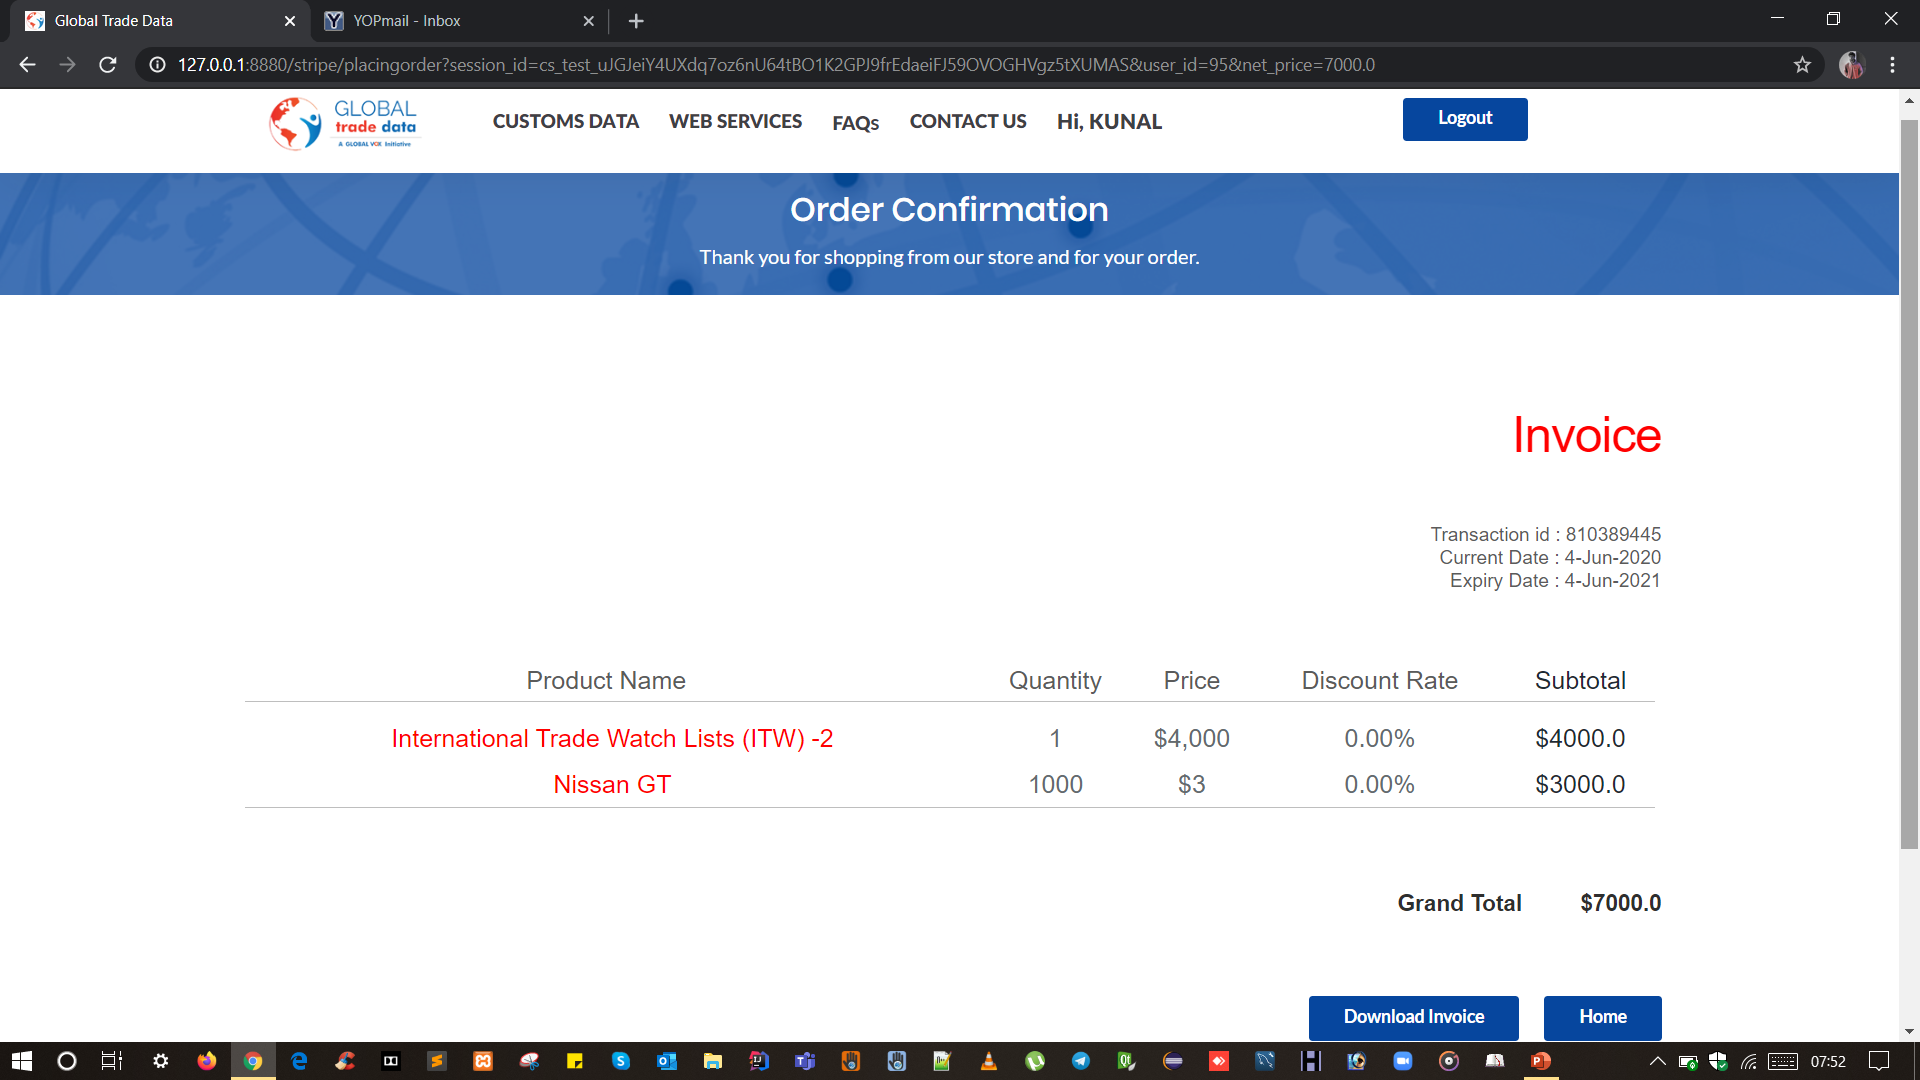 Global Trade Data
YOPmail - Inbox
127.0.0.1:8880/stripe/placingorder?session_id=cs_test_uJGJeiY4UXdq7oz6nU64tBO1K2GPJ9frEdaeiFJ59OVOGHVgz5tXUMAS&user_id=95&net_price=7000.0
GLOBAL
trade data
A GLOBAL VOX Initiative
CUSTOMS DATA
WEB SERVICES
FAQs
CONTACT US
Hi, KUNAL
Logout
Order Confirmation
Thank you for shopping from our store and for your order.
Invoice
Transaction id : 810389445
Current Date : 4-Jun-2020
Expiry Date : 4-Jun-2021
Product Name Quantity Price Discount Rate Subtotal
International Trade Watch Lists (ITW) -2 1 $4,000 0.00% $4000.0
Nissan GT 1000 $3 0.00% $3000.0
Grand Total $7000.0
Download Invoice
Home
07:52